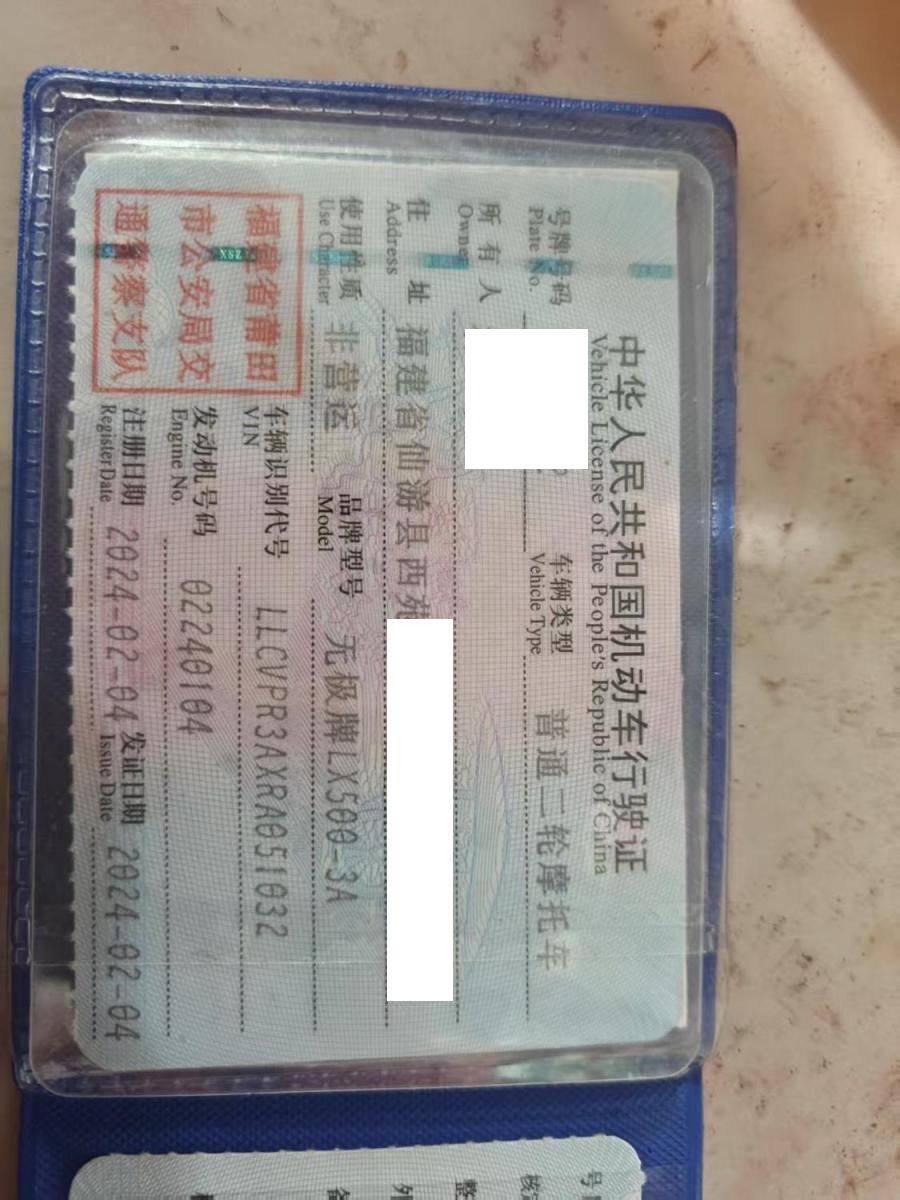 中华人民共和国机动车行驶证
Vehicle License of the People's Republic of China
号牌号码 车辆类型 普通二轮摩托车
Plate No. Vehicle Type
所有人
Owner
住址 福建省仙游县西苑
Address
使用性质 非营运 品牌型号 无极牌LX500-3A
Use Character Model
福建省莆田
市公安局交
通警察支队
车辆识别代号 LLCVPR3AXRA051032
VIN
发动机号码 02240104
Engine No.
注册日期 2024-02-04 发证日期 2024-02-04
Register Date Issue Date